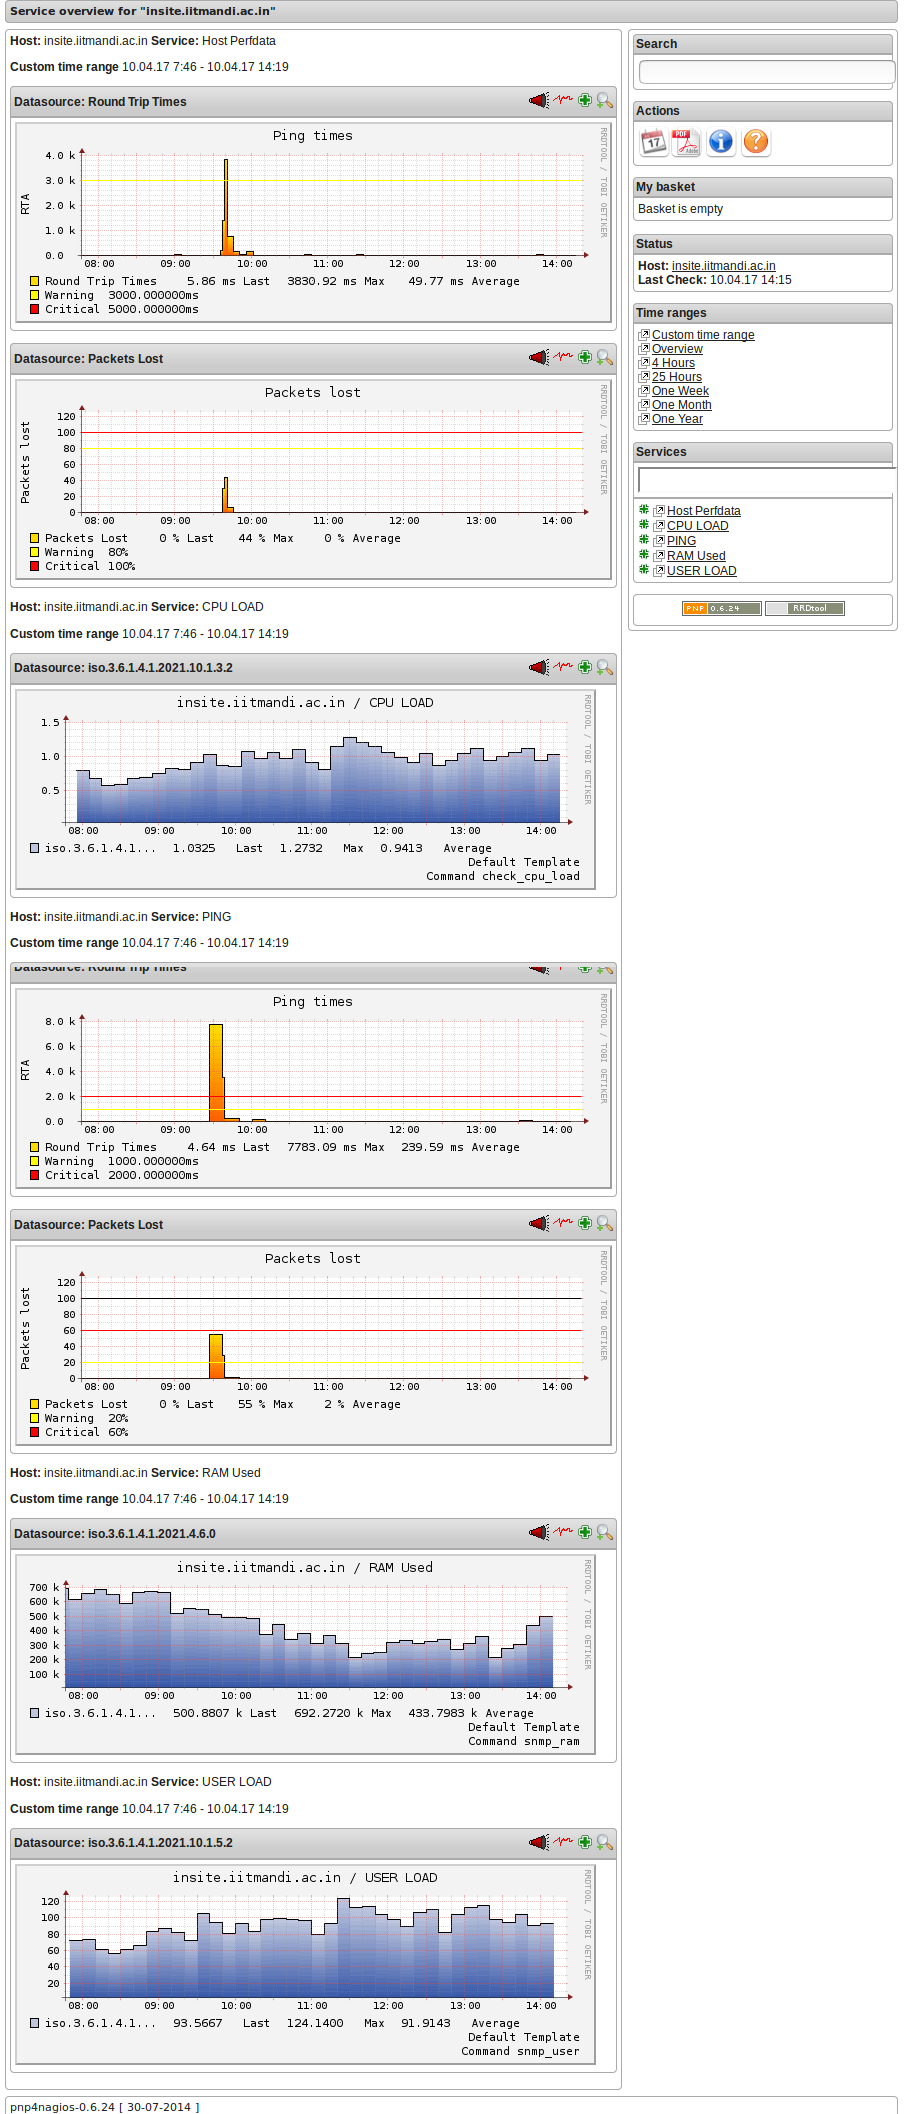 Service overview for "insite.iitmandi.ac.in"
Host: insite.iitmandi.ac.in Service: Host Perfdata
Custom time range 10.04.17 7:46 - 10.04.17 14:19
Datasource: Round Trip Times
Ping times
RRDTOOL / TOBI OETIKER
RTA
4.0 k
3.0 k
2.0 k
1.0 k
0.0
08:00 09:00 10:00 11:00 12:00 13:00 14:00
Round Trip Times 5.86 ms Last 3830.92 ms Max 49.77 ms Average
Warning 3000.000000ms
Critical 5000.000000ms
Datasource: Packets Lost
Packets lost
RRDTOOL / TOBI OETIKER
Packets lost
120
100
80
60
40
20
0
08:00 09:00 10:00 11:00 12:00 13:00 14:00
Packets Lost 0 % Last 44 % Max 0 % Average
Warning 80%
Critical 100%
Host: insite.iitmandi.ac.in Service: CPU LOAD
Custom time range 10.04.17 7:46 - 10.04.17 14:19
Datasource: iso.3.6.1.4.1.2021.10.1.3.2
insite.iitmandi.ac.in / CPU LOAD
RRDTOOL / TOBI OETIKER
1.5
1.0
0.5
08:00 09:00 10:00 11:00 12:00 13:00 14:00
iso.3.6.1.4.1... 1.0325 Last 1.2732 Max 0.9413 Average
Default Template
Command check_cpu_load
Host: insite.iitmandi.ac.in Service: PING
Custom time range 10.04.17 7:46 - 10.04.17 14:19
Datasource: Round Trip Times
Ping times
RRDTOOL / TOBI OETIKER
RTA
8.0 k
6.0 k
4.0 k
2.0 k
0.0
08:00 09:00 10:00 11:00 12:00 13:00 14:00
Round Trip Times 4.64 ms Last 7783.09 ms Max 239.59 ms Average
Warning 1000.000000ms
Critical 2000.000000ms
Datasource: Packets Lost
Packets lost
RRDTOOL / TOBI OETIKER
Packets lost
120
100
80
60
40
20
0
08:00 09:00 10:00 11:00 12:00 13:00 14:00
Packets Lost 0 % Last 55 % Max 2 % Average
Warning 20%
Critical 60%
Host: insite.iitmandi.ac.in Service: RAM Used
Custom time range 10.04.17 7:46 - 10.04.17 14:19
Datasource: iso.3.6.1.4.1.2021.4.6.0
insite.iitmandi.ac.in / RAM Used
RRDTOOL / TOBI OETIKER
700 k
600 k
500 k
400 k
300 k
200 k
100 k
08:00 09:00 10:00 11:00 12:00 13:00 14:00
iso.3.6.1.4.1... 500.8807 k Last 692.2720 k Max 433.7983 k Average
Default Template
Command snmp_ram
Host: insite.iitmandi.ac.in Service: USER LOAD
Custom time range 10.04.17 7:46 - 10.04.17 14:19
Datasource: iso.3.6.1.4.1.2021.10.1.5.2
insite.iitmandi.ac.in / USER LOAD
RRDTOOL / TOBI OETIKER
120
100
80
60
40
20
08:00 09:00 10:00 11:00 12:00 13:00 14:00
iso.3.6.1.4.1... 93.5667 Last 124.1400 Max 91.9143 Average
Default Template
Command snmp_user
Search
Actions
17
PDF
Adobe
My basket
Basket is empty
Status
Host: insite.iitmandi.ac.in
Last Check: 10.04.17 14:15
Time ranges
Custom time range
Overview
4 Hours
25 Hours
One Week
One Month
One Year
Services
Host Perfdata
CPU LOAD
PING
RAM Used
USER LOAD
PNP 0.6.24 RRDtool
pnp4nagios-0.6.24 [ 30-07-2014 ]